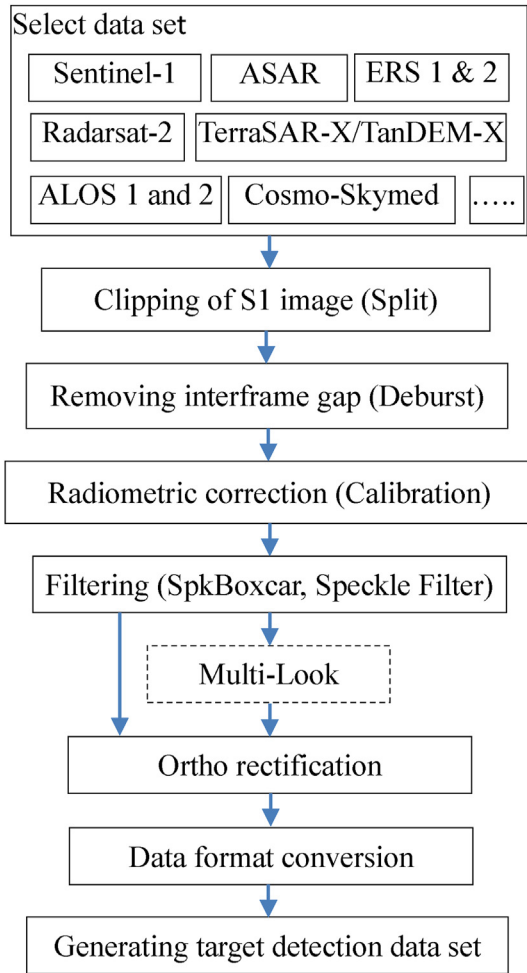 Select data set
Sentinel-1 ASAR ERS 1 & 2
Radarsat-2 TerraSAR-X/TanDEM-X
ALOS 1 and 2 Cosmo-Skymed .....
Clipping of S1 image (Split)
Removing interframe gap (Deburst)
Radiometric correction (Calibration)
Filtering (SpkBoxcar, Speckle Filter)
Multi-Look
Ortho rectification
Data format conversion
Generating target detection data set